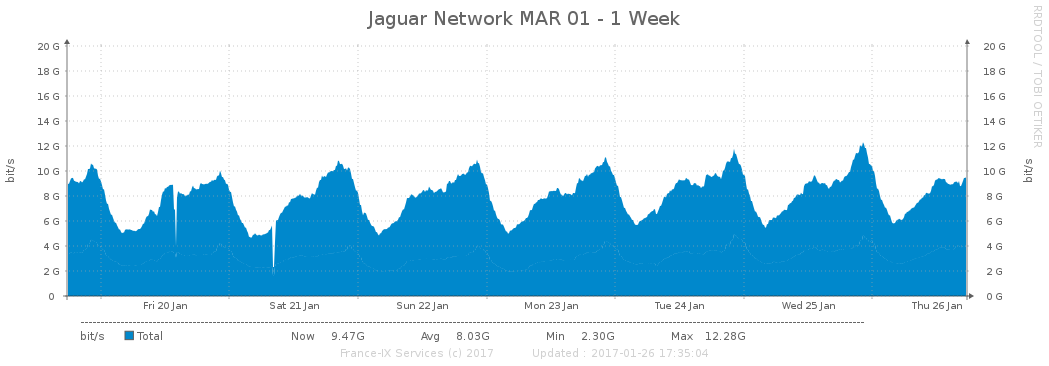 Jaguar Network MAR 01 - 1 Week
RRDTOOL / TOBI OETIKER
bit/s
20 G 20 G
18 G 18 G
16 G 16 G
14 G 14 G
12 G 12 G
10 G 10 G
8 G 8 G
6 G 6 G
4 G 4 G
2 G 2 G
0 0 G
bit/s
Fri 20 Jan Sat 21 Jan Sun 22 Jan Mon 23 Jan Tue 24 Jan Wed 25 Jan Thu 26 Jan
bit/s Total Now 9.47G Avg 8.03G Min 2.30G Max 12.28G
France-IX Services (c) 2017 Updated : 2017-01-26 17:35:04